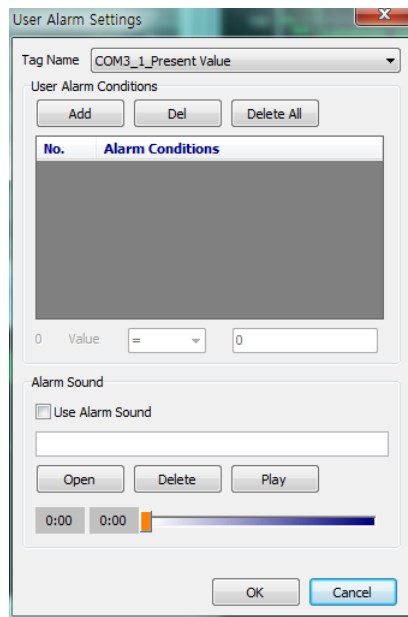 User Alarm Settings
Tag Name COM3_1_Present Value
User Alarm Conditions
Add Del Delete All
No. Alarm Conditions
0 Value = 0
Alarm Sound
Use Alarm Sound
Open Delete Play
0:00 0:00
OK Cancel